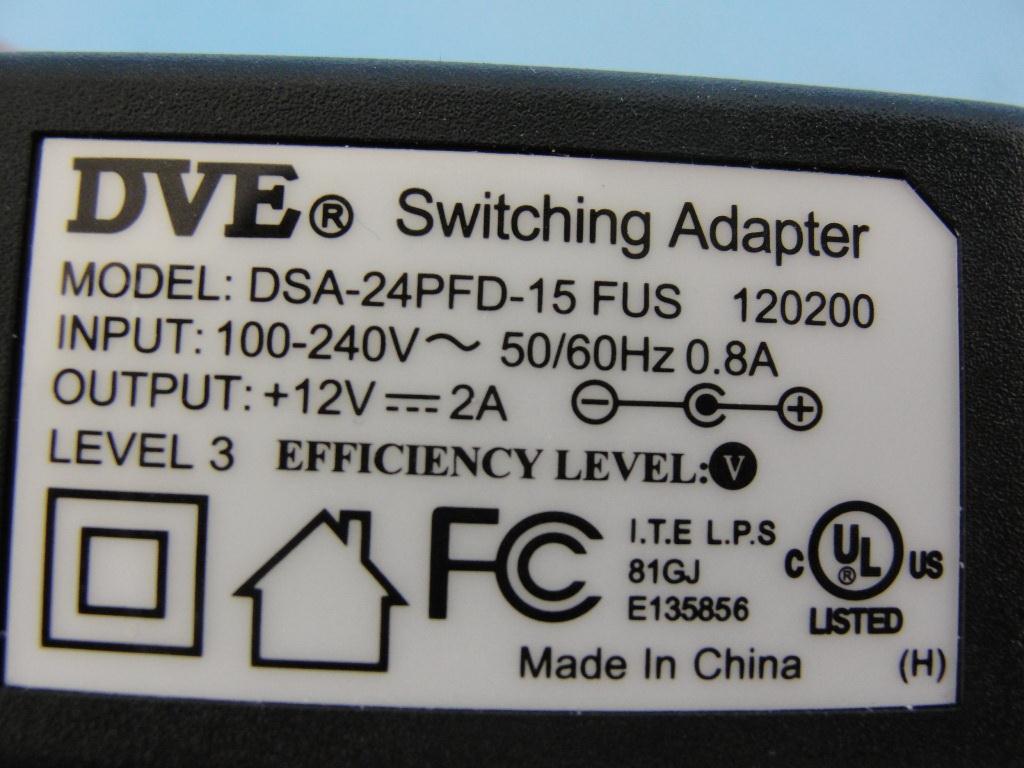 DVE® Switching Adapter
MODEL: DSA-24PFD-15 FUS 120200
INPUT: 100-240V~ 50/60Hz 0.8A
OUTPUT: +12V⎓2A
LEVEL 3 EFFICIENCY LEVEL: V
FC I.T.E L.P.S
81GJ
E135856
C UL® US
LISTED
Made In China (H)